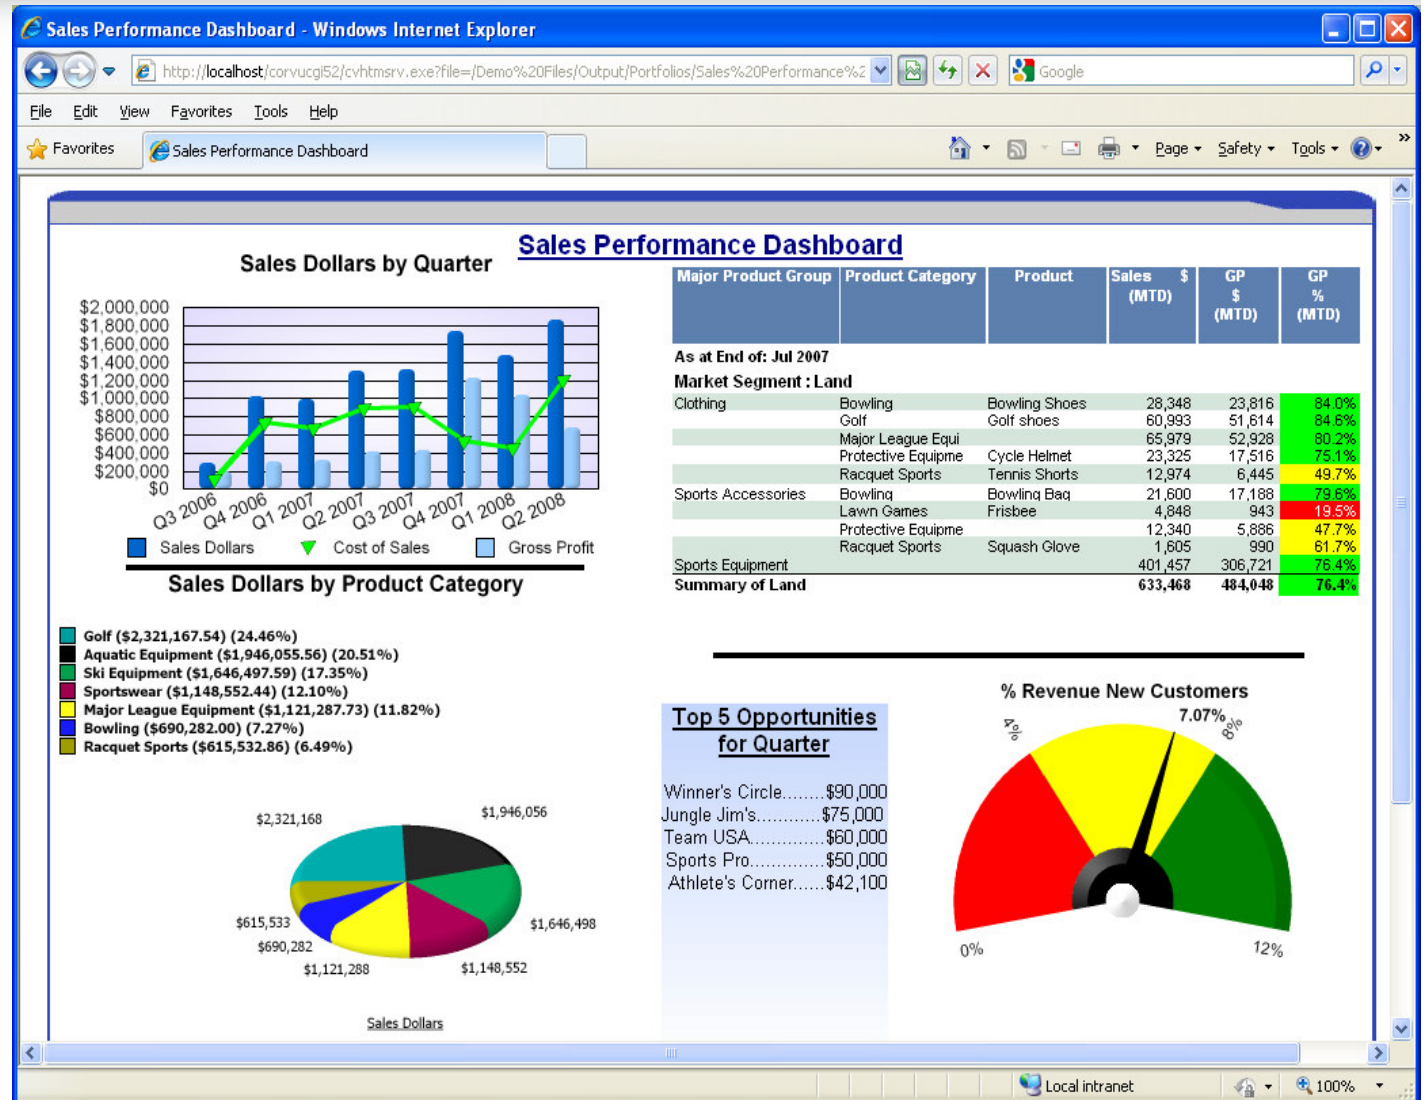 Sales Performance Dashboard - Windows Internet Explorer
http://localhost/corvucgi52/cvhtmsrv.exe?file=/Demo%20Files/Output/Portfolios/Sales%20Performance%2
Google
File Edit View Favorites Tools Help
Favorites Sales Performance Dashboard Page Safety Tools »
Sales Performance Dashboard
Sales Dollars by Quarter
$2,000,000
$1,800,000
$1,600,000
$1,400,000
$1,200,000
$1,000,000
$800,000
$600,000
$400,000
$200,000
$0
Q3 2006 Q4 2006 Q1 2007 Q2 2007 Q3 2007 Q4 2007 Q1 2008 Q2 2008
Sales Dollars Cost of Sales Gross Profit
Major Product Group Product Category Product Sales $ (MTD) GP $ (MTD) GP % (MTD)
As at End of: Jul 2007
Market Segment : Land
Clothing Bowling Bowling Shoes 28,348 23,816 84.0%
Golf Golf shoes 60,993 51,614 84.6%
Major League Equi 65,979 52,928 80.2%
Protective Equipme Cycle Helmet 23,325 17,516 75.1%
Racquet Sports Tennis Shorts 12,974 6,445 49.7%
Sports Accessories Bowling Bowling Bag 21,600 17,188 79.6%
Lawn Games Frisbee 4,848 943 19.5%
Protective Equipme 12,340 5,886 47.7%
Racquet Sports Squash Glove 1,605 990 61.7%
Sports Equipment 401,457 306,721 76.4%
Summary of Land 633,468 484,048 76.4%
Sales Dollars by Product Category
Golf ($2,321,167.54) (24.46%)
Aquatic Equipment ($1,946,055.56) (20.51%)
Ski Equipment ($1,646,497.59) (17.35%)
Sportswear ($1,148,552.44) (12.10%)
Major League Equipment ($1,121,287.73) (11.82%)
Bowling ($690,282.00) (7.27%)
Racquet Sports ($615,532.86) (6.49%)
$2,321,168
$1,946,056
$615,533
$1,646,498
$690,282
$1,121,288
$1,148,552
Sales Dollars
Top 5 Opportunities
for Quarter
Winner's Circle........$90,000
Jungle Jim's............$75,000
Team USA.............$60,000
Sports Pro.............$50,000
Athlete's Corner......$42,100
% Revenue New Customers
7.07%
4%
8%
0%
12%
Local intranet 100%